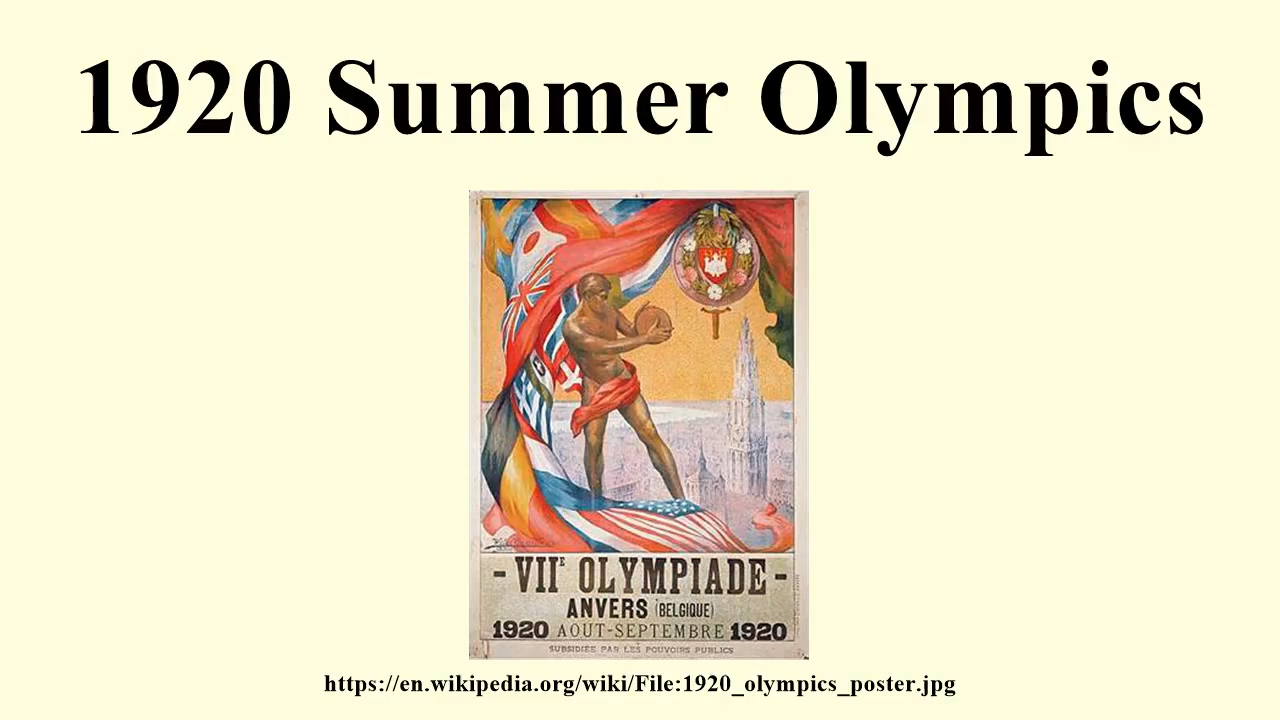 1920 Summer Olympics
- VIIE OLYMPIADE -
ANVERS (BELGIQUE)
1920 AOUT-SEPTEMBRE 1920
SUBSIDIÉE PAR LES POUVOIRS PUBLICS
https://en.wikipedia.org/wiki/File:1920_olympics_poster.jpg